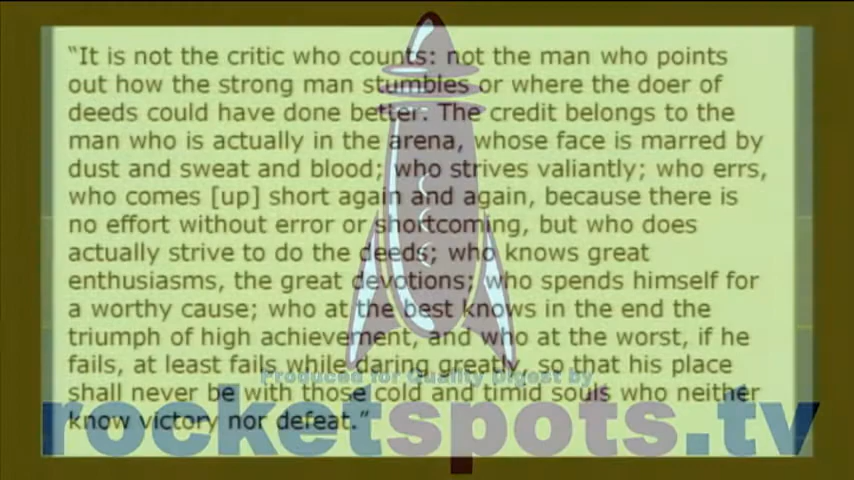 “It is not the critic who counts: not the man who points
out how the strong man stumbles or where the doer of
deeds could have done better. The credit belongs to the
man who is actually in the arena, whose face is marred by
dust and sweat and blood; who strives valiantly; who errs,
who comes [up] short again and again, because there is
no effort without error or shortcoming, but who does
actually strive to do the deeds; who knows great
enthusiasms, the great devotions; who spends himself for
a worthy cause; who at the best knows in the end the
triumph of high achievement, and who at the worst, if he
fails, at least fails while daring greatly, so that his place
shall never be with those cold and timid souls who neither
know victory nor defeat.”
Produced for Quality Digest by
rocketspots.tv